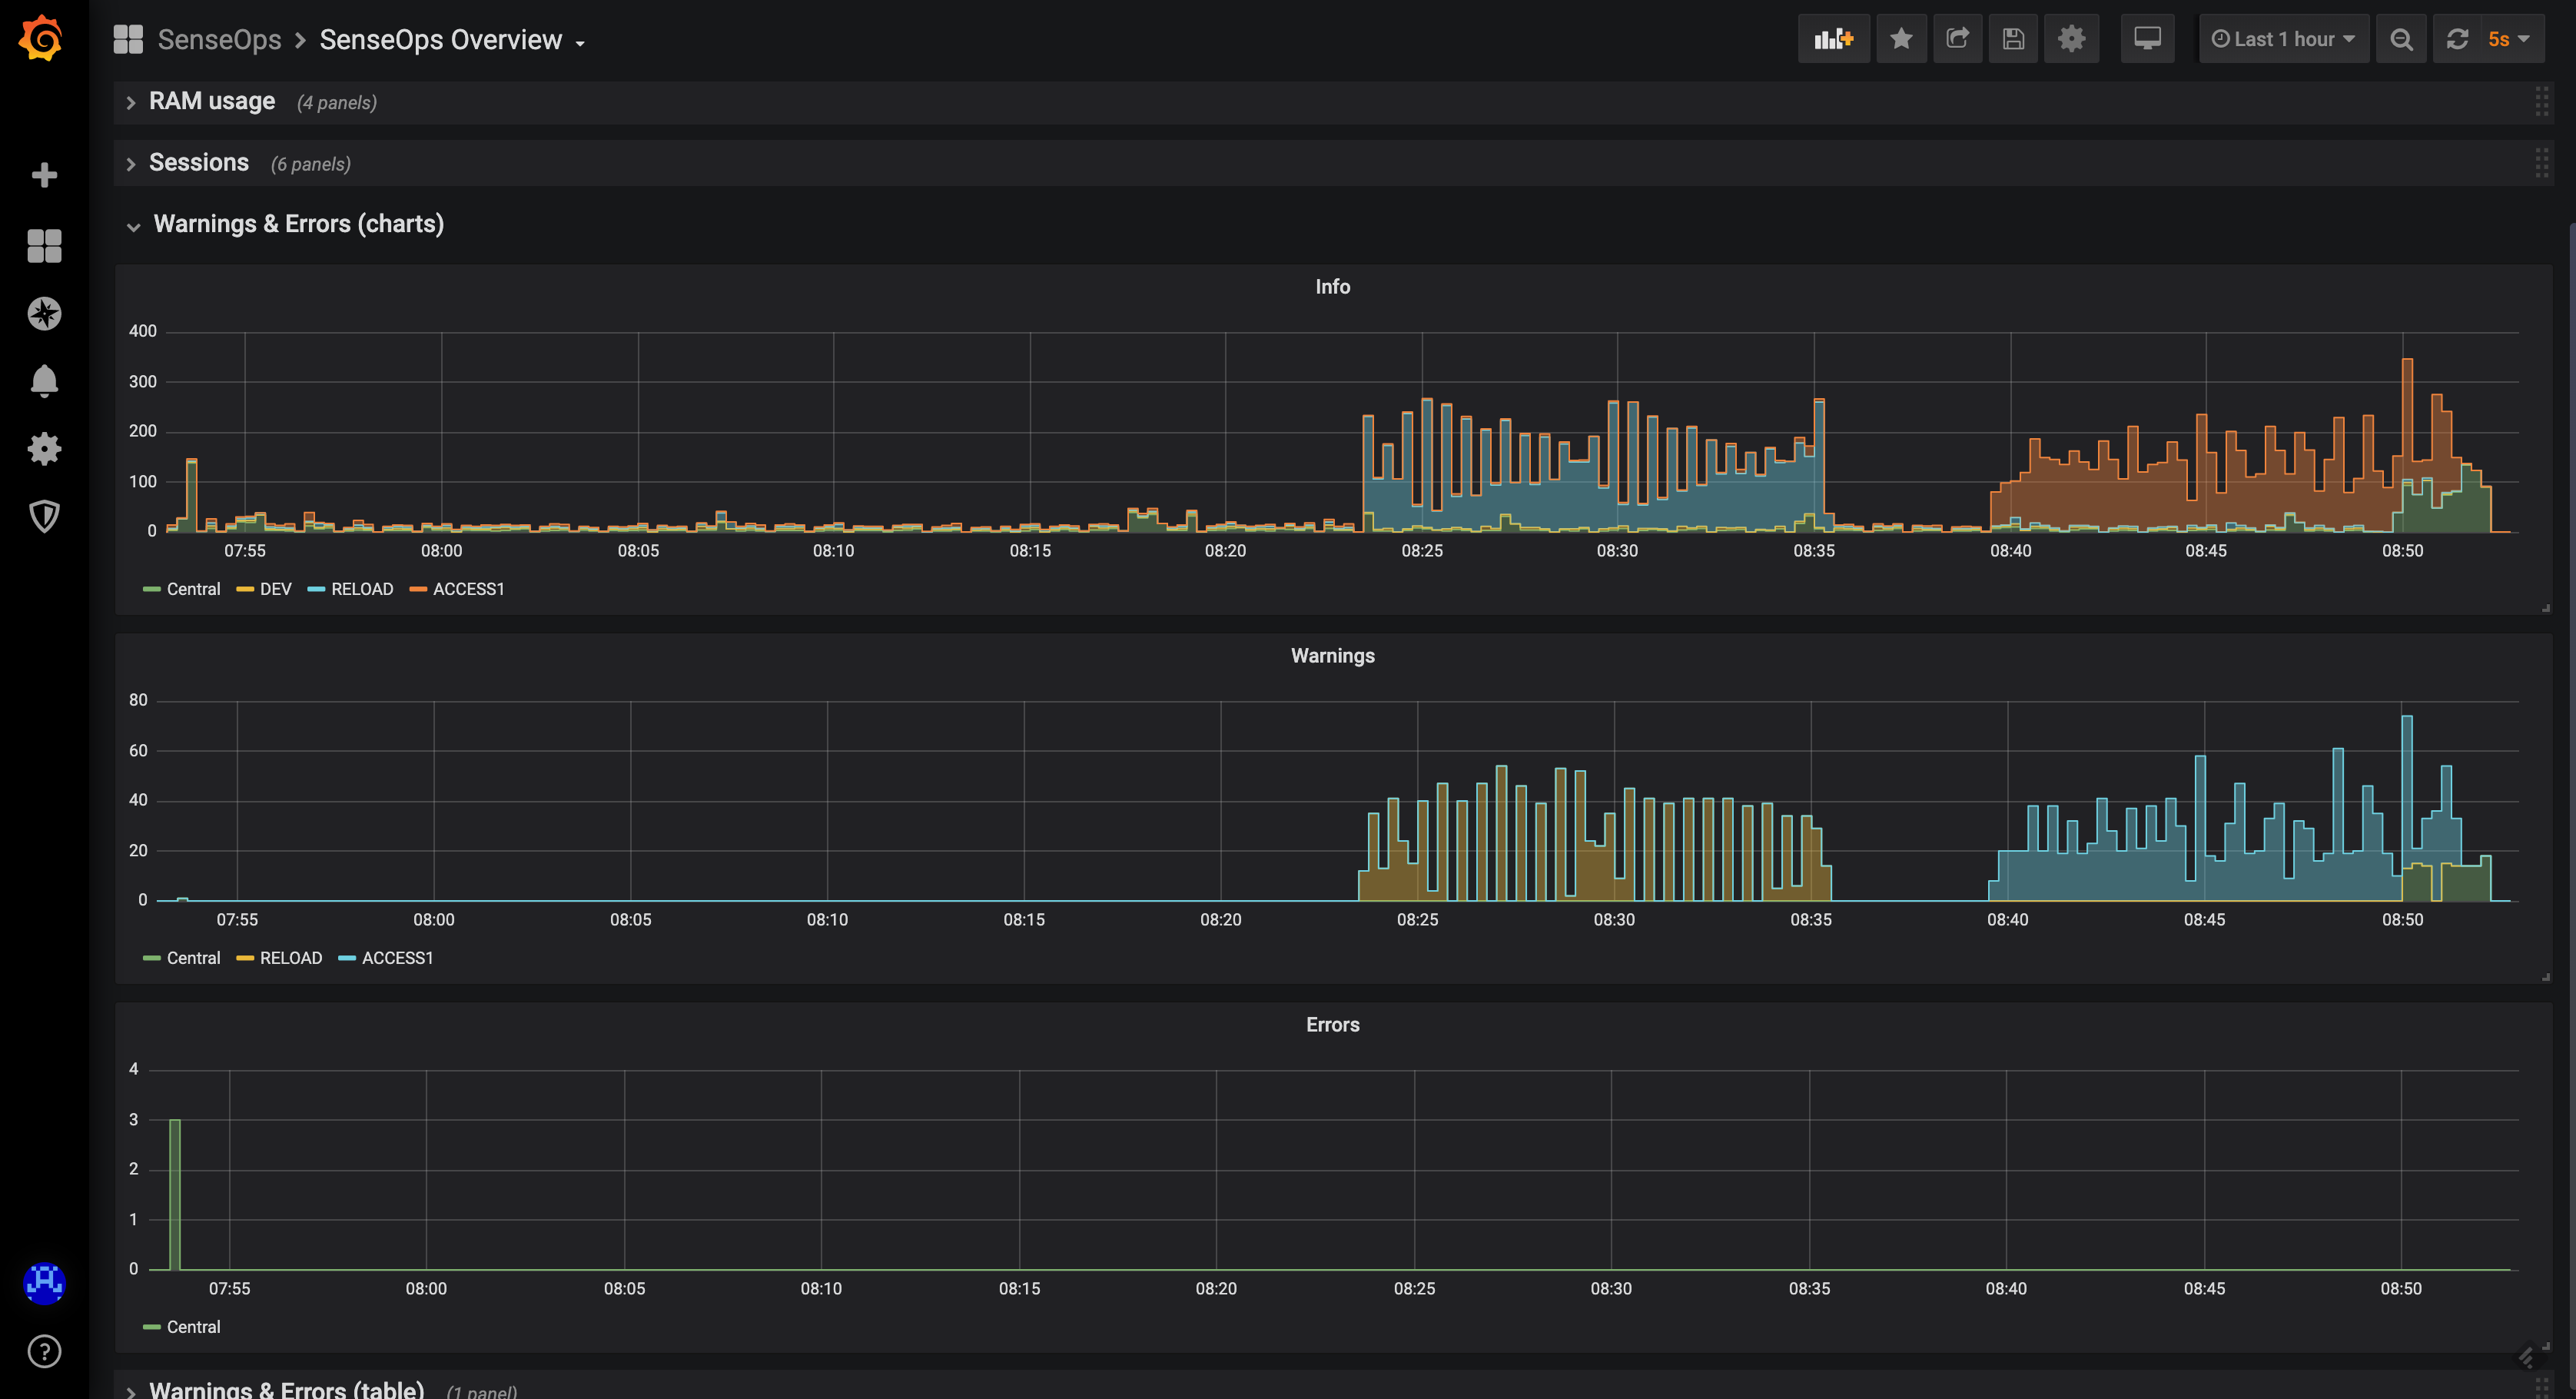 SenseOps > SenseOps Overview
Last 1 hour
5s
RAM usage (4 panels)
Sessions (6 panels)
Warnings & Errors (charts)
Info
400
300
200
100
0
07:55 08:00 08:05 08:10 08:15 08:20 08:25 08:30 08:35 08:40 08:45 08:50
Central DEV RELOAD ACCESS1
Warnings
80
60
40
20
0
07:55 08:00 08:05 08:10 08:15 08:20 08:25 08:30 08:35 08:40 08:45 08:50
Central RELOAD ACCESS1
Errors
4
3
2
1
0
07:55 08:00 08:05 08:10 08:15 08:20 08:25 08:30 08:35 08:40 08:45 08:50
Central
Warnings & Errors (table) (1 panel)